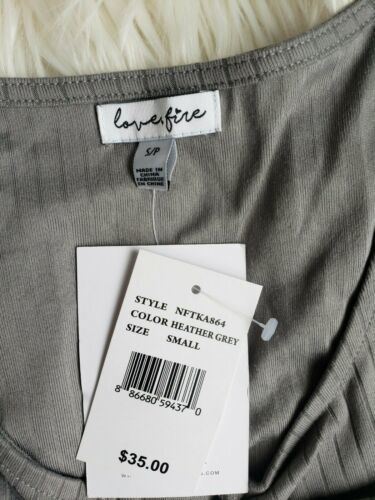 love, fire
S/P
MADE IN
CHINA
FABRIQUÉ
EN CHINE
STYLE NFTKA864
COLOR HEATHER GREY
SIZE SMALL
8 86680 59437 0
$35.00